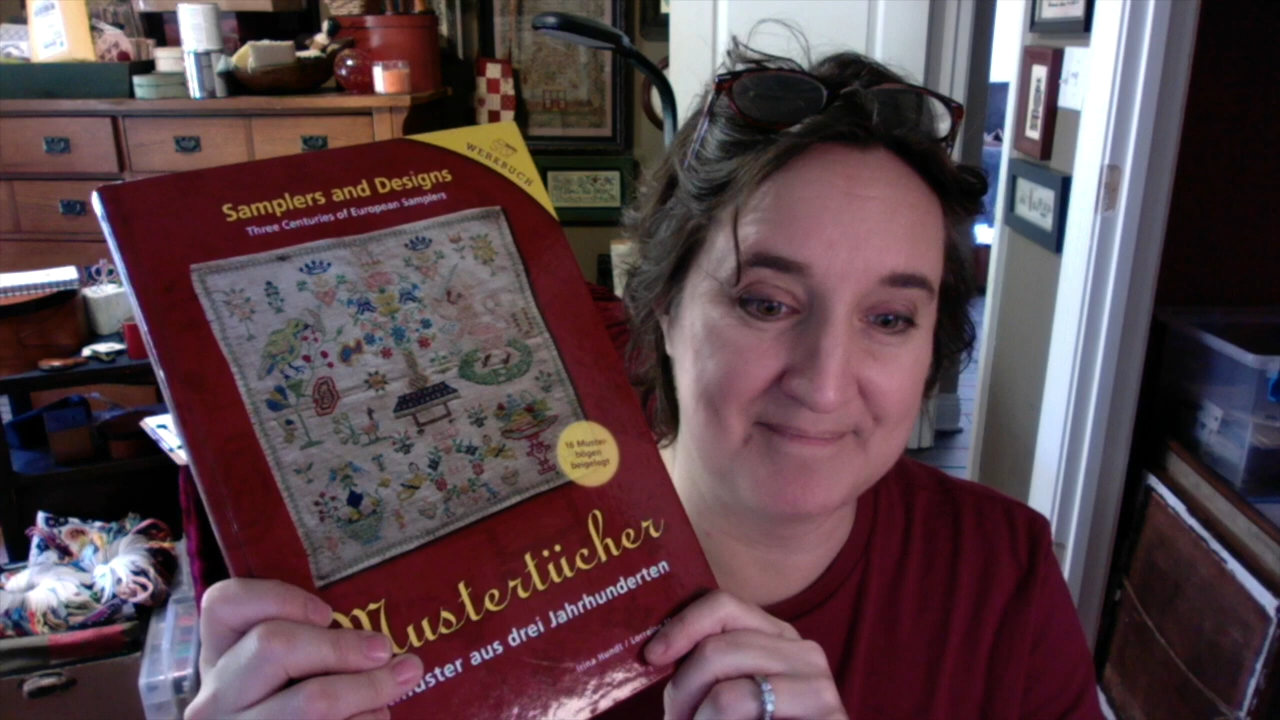 WERKBUCH
Samplers and Designs
Three Centuries of European Samplers
16 Muster-
bögen
beigelegt
Mustertücher
muster aus drei Jahrhunderten
Irina Hundt / Lorraine